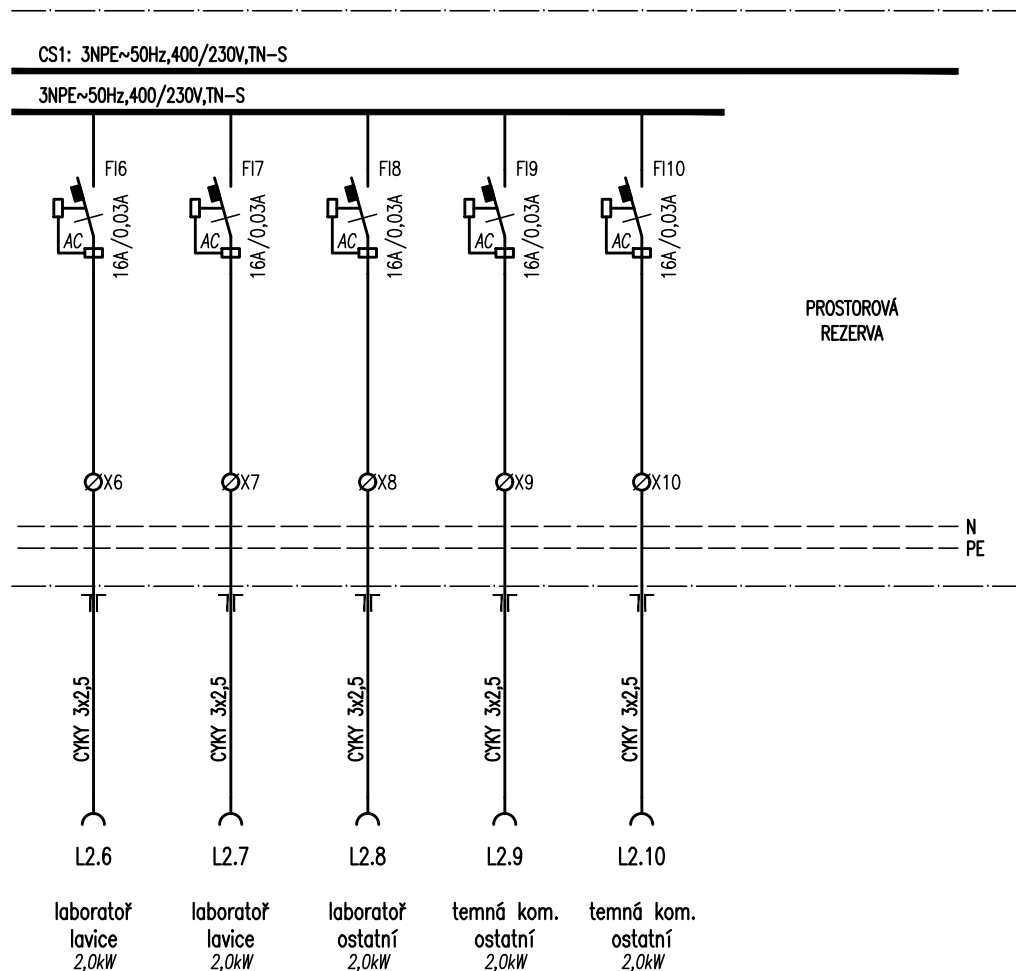 CS1: 3NPE~50Hz,400/230V,TN-S
3NPE~50Hz,400/230V,TN-S
FI6 FI7 FI8 FI9 FI10
16A/0,03A 16A/0,03A 16A/0,03A 16A/0,03A 16A/0,03A
AC AC AC AC AC
PROSTOROVÁ
REZERVA
X6 X7 X8 X9 X10
N
PE
CYKY 3x2,5 CYKY 3x2,5 CYKY 3x2,5 CYKY 3x2,5 CYKY 3x2,5
L2.6 L2.7 L2.8 L2.9 L2.10
laboratoř laboratoř laboratoř temná kom. temná kom.
lavice lavice ostatní ostatní ostatní
2,0kW 2,0kW 2,0kW 2,0kW 2,0kW